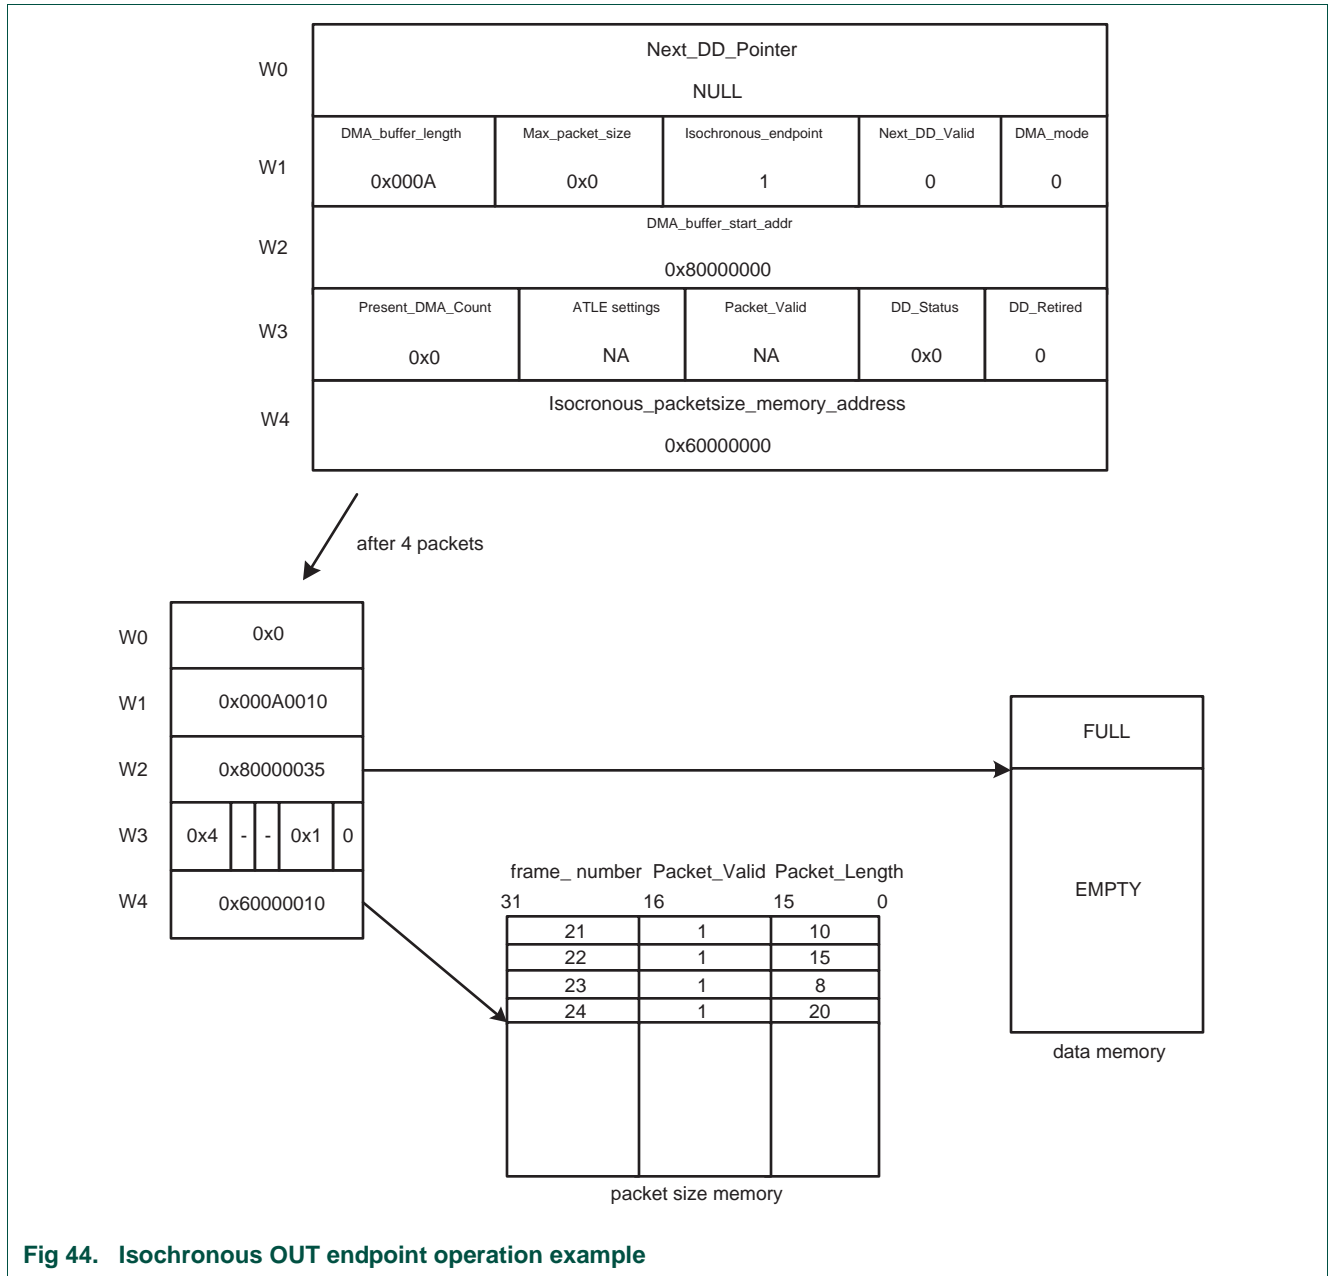 Next_DD_Pointer
W0
NULL
DMA_buffer_length Max_packet_size Isochronous_endpoint Next_DD_Valid DMA_mode
W1
0x000A 0x0 1 0 0
DMA_buffer_start_addr
W2
0x80000000
Present_DMA_Count ATLE settings Packet_Valid DD_Status DD_Retired
W3
0x0 NA NA 0x0 0
Isocronous_packetsize_memory_address
W4
0x60000000
after 4 packets
W0 0x0
W1 0x000A0010
FULL
W2 0x80000035
W3 0x4 - - 0x1 0
W4 0x60000010
EMPTY
frame_ number Packet_Valid Packet_Length
31 16 15 0
21 1 10
22 1 15
23 1 8
24 1 20
data memory
packet size memory
Fig 44. Isochronous OUT endpoint operation example